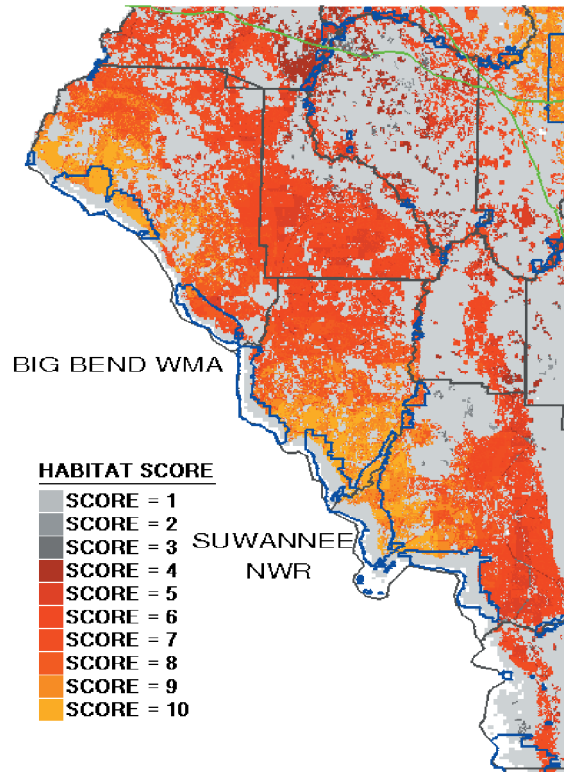 BIG BEND WMA
HABITAT SCORE
SCORE = 1
SCORE = 2
SCORE = 3
SCORE = 4
SCORE = 5
SCORE = 6
SCORE = 7
SCORE = 8
SCORE = 9
SCORE = 10
SUWANNEE
NWR